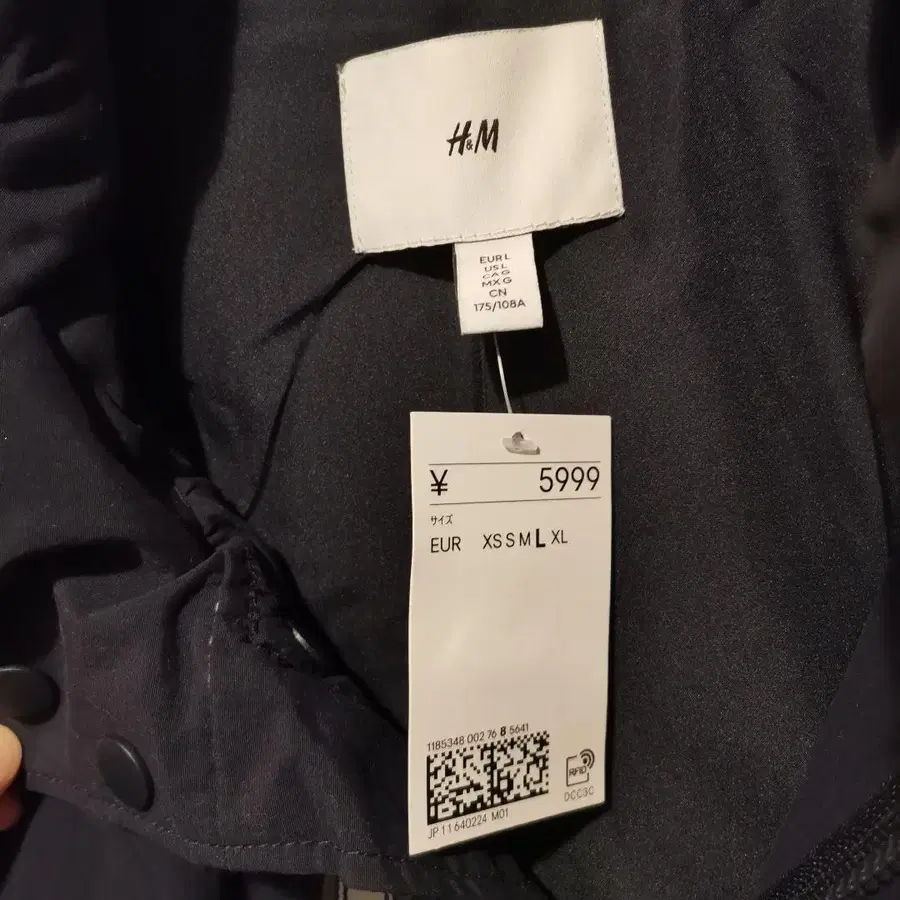 H&M
EUR L
US L
CA G
MX G
CN
175/108A
¥ 5999
サイズ
EUR XS S M L XL
1185348 002 76 8 5641
RFID
DCC3C
JP 11 640224 M01